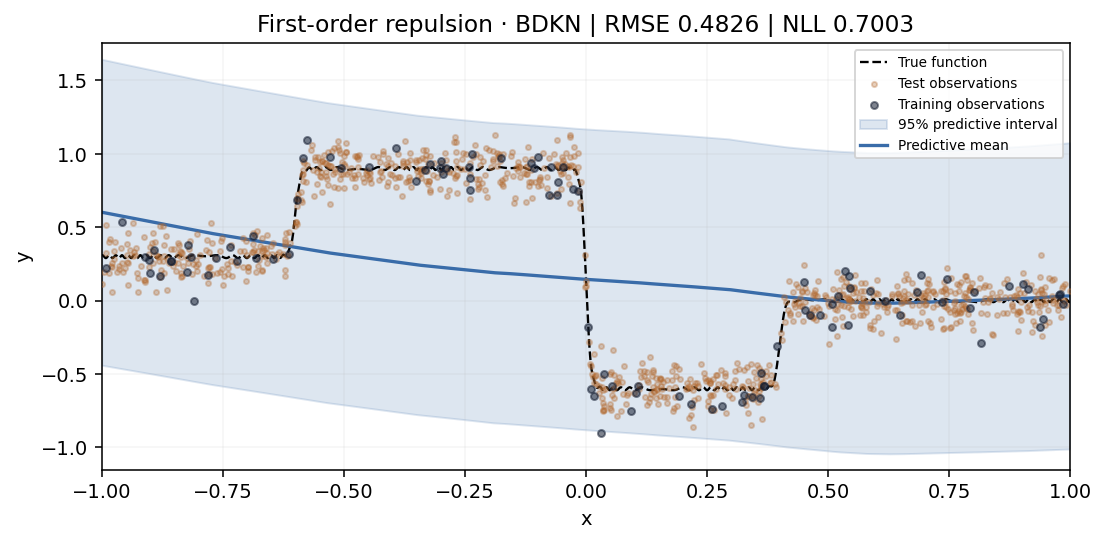 First-order repulsion · BDKN | RMSE 0.4826 | NLL 0.7003
True function
Test observations
Training observations
95% predictive interval
Predictive mean
y
1.5
1.0
0.5
0.0
−0.5
−1.0
−1.00 −0.75 −0.50 −0.25 0.00 0.25 0.50 0.75 1.00
x